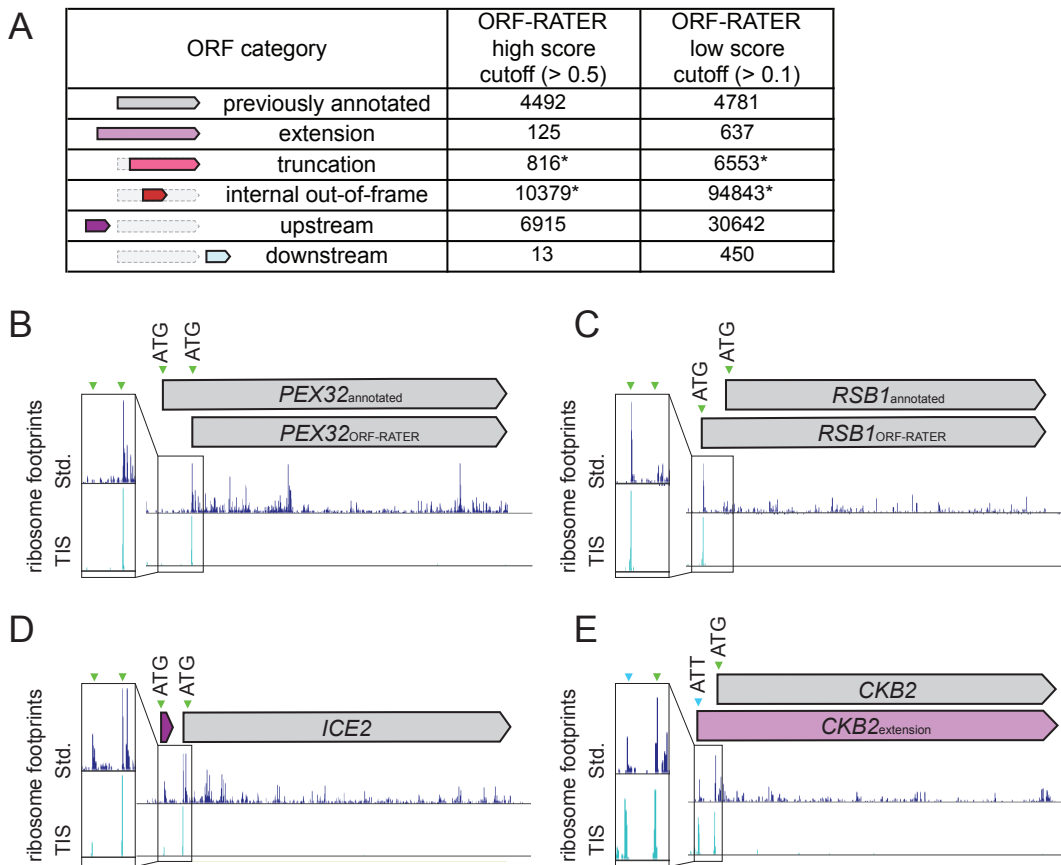 A
ORF category
ORF-RATER
high score
cutoff (> 0.5)
ORF-RATER
low score
cutoff (> 0.1)
previously annotated 4492 4781
extension 125 637
truncation 816* 6553*
internal out-of-frame 10379* 94843*
upstream 6915 30642
downstream 13 450
B
ATG
ATG
PEX32annotated
PEX32ORF-RATER
ribosome footprints
Std.
TIS
C
ATG
ATG
RSB1annotated
RSB1ORF-RATER
ribosome footprints
Std.
TIS
D
ATG
ATG
ICE2
ribosome footprints
Std.
TIS
E
ATT
ATG
CKB2
CKB2extension
ribosome footprints
Std.
TIS